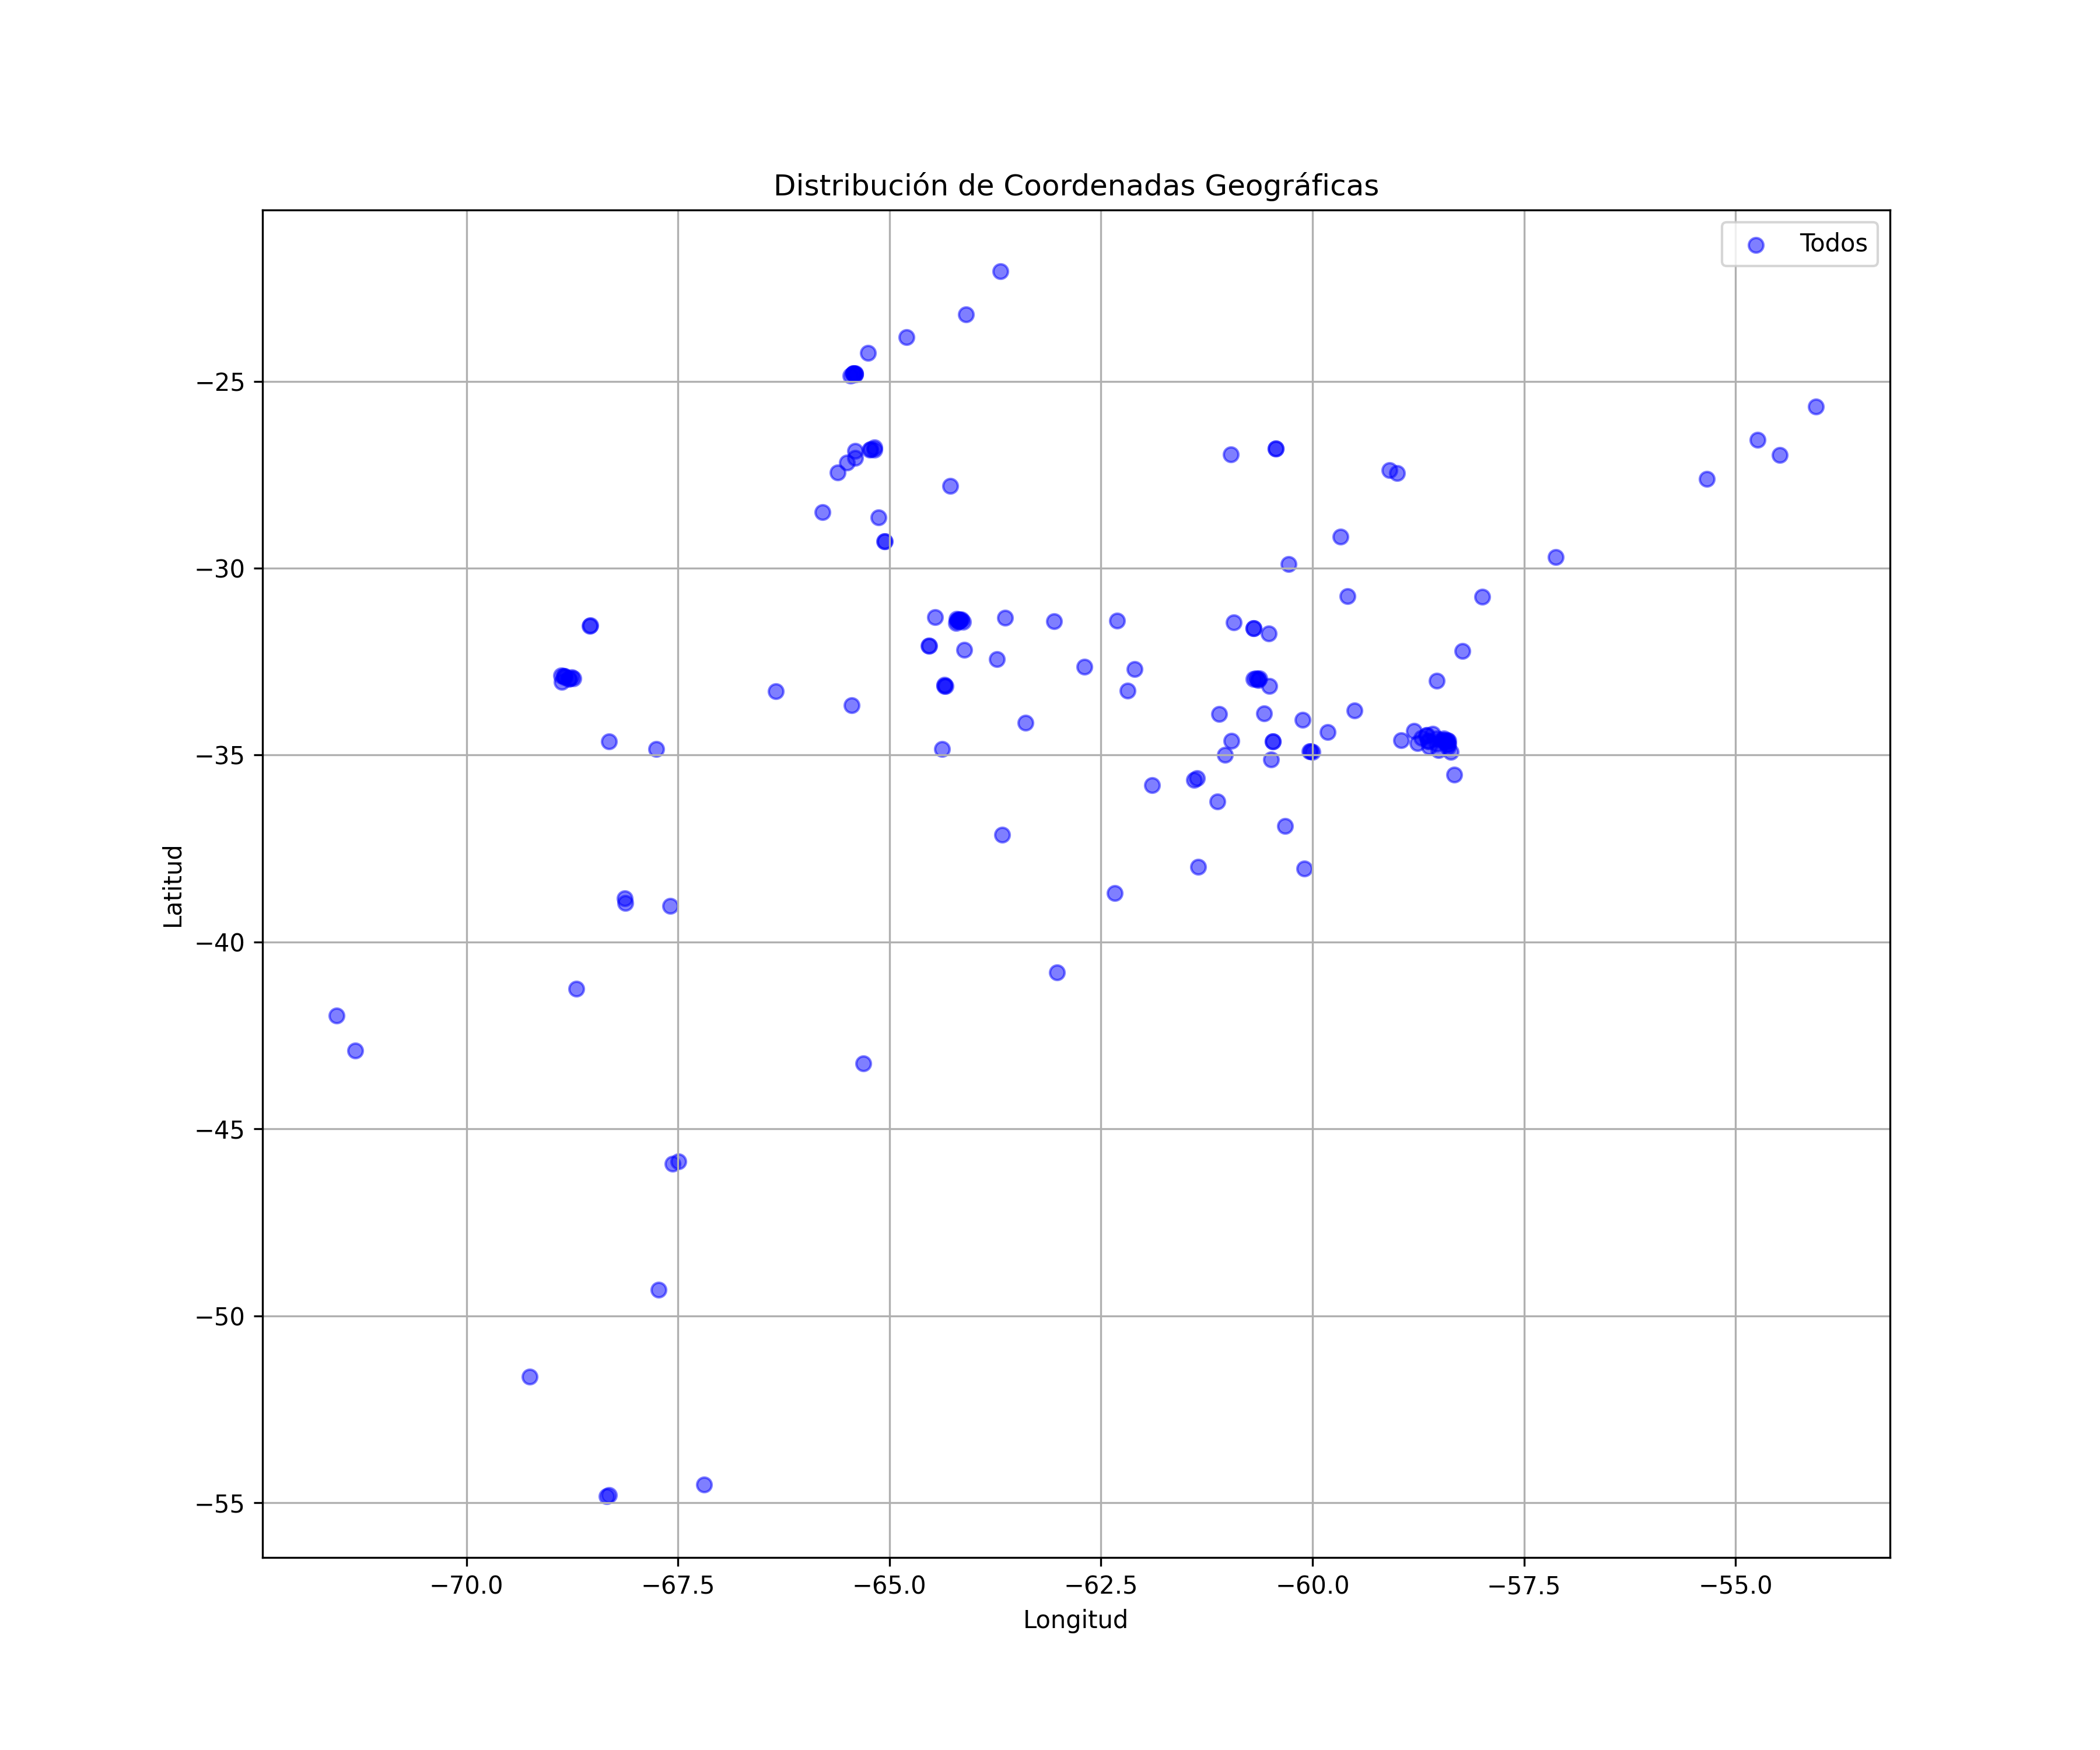 Distribución de Coordenadas Geográficas
Todos
−25
−30
−35
−40
−45
−50
−55
Latitud
−70.0 −67.5 −65.0 −62.5 −60.0 −57.5 −55.0
Longitud